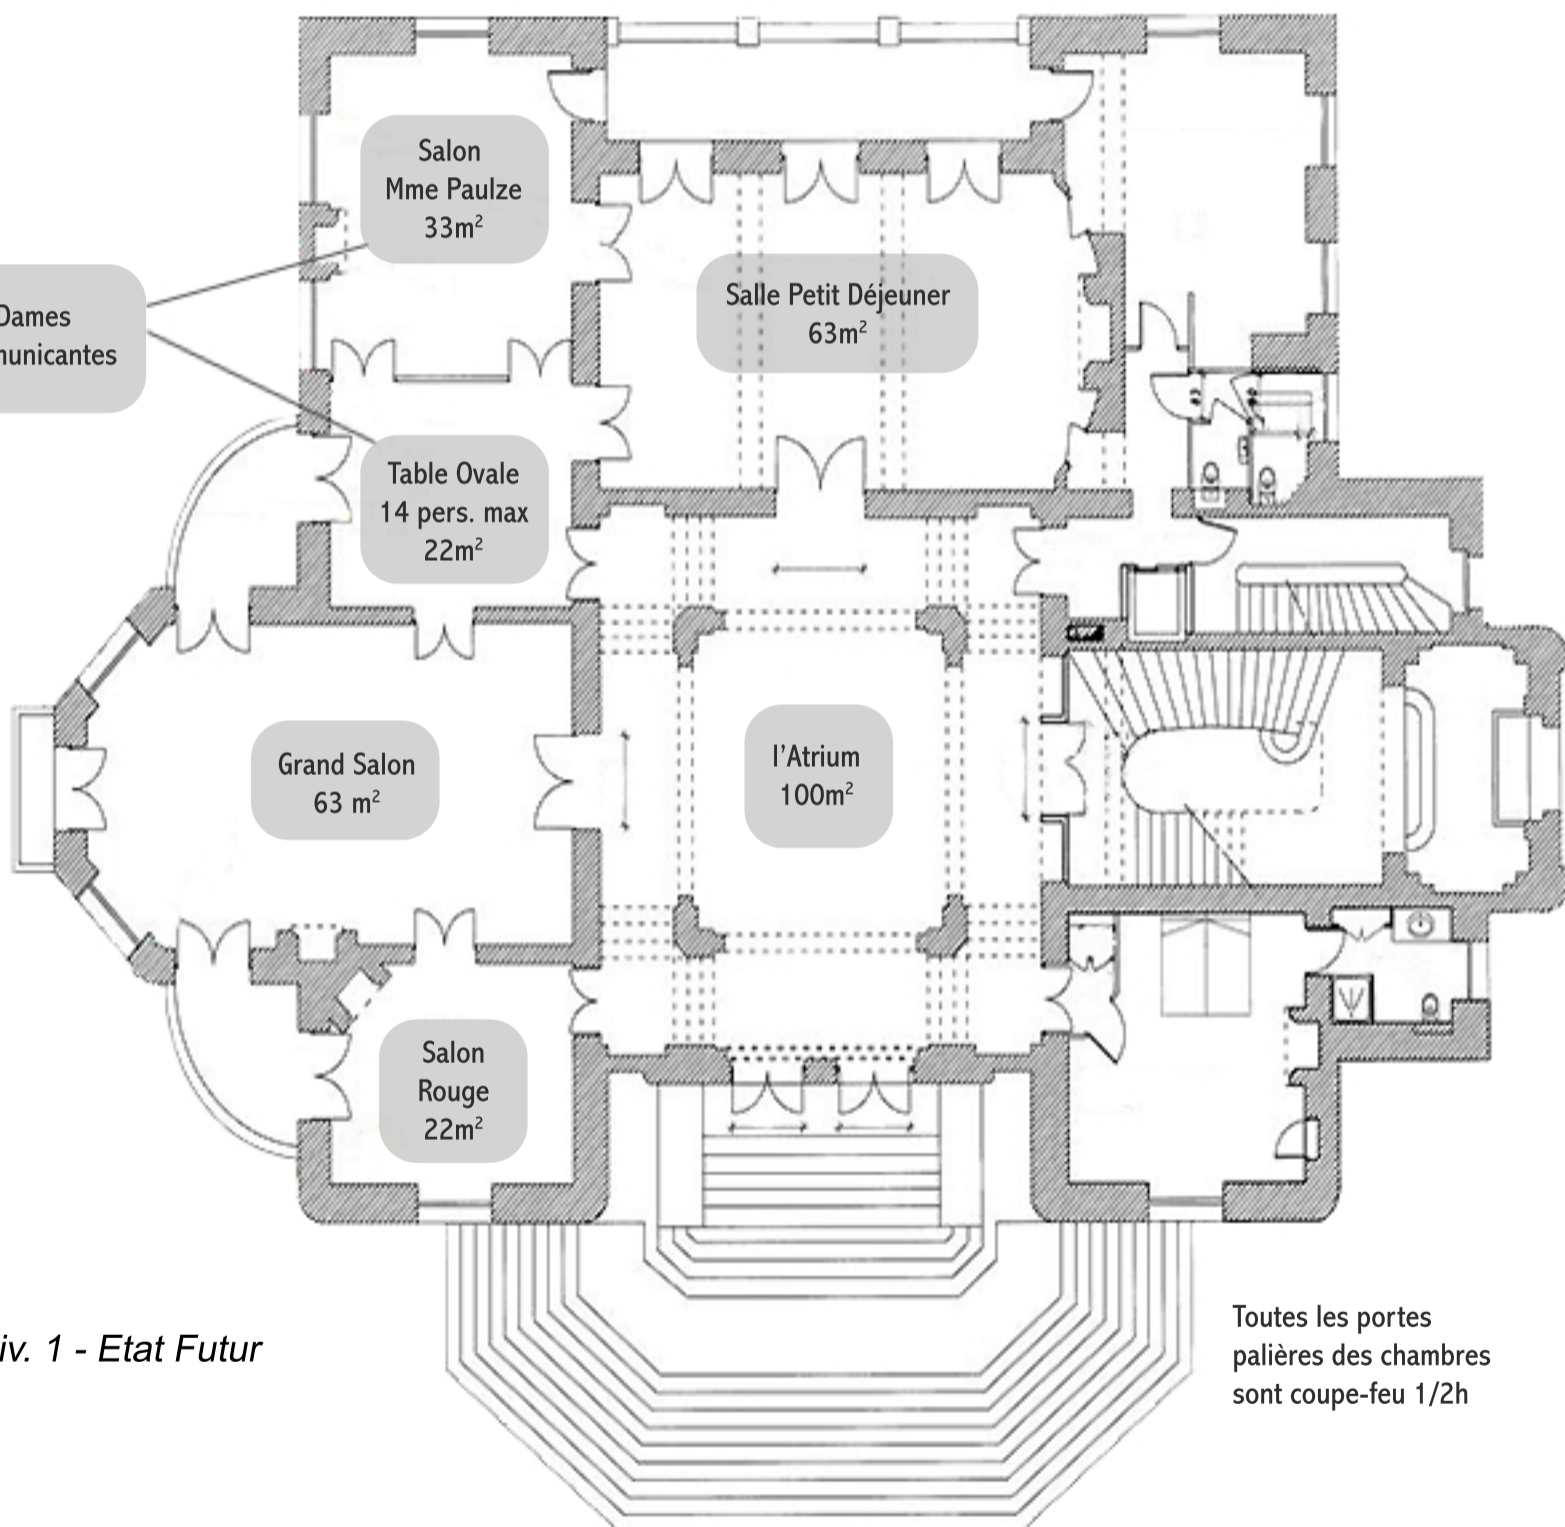 Salon
Mme Paulze
33m²
Dames
Salle Petit Déjeuner
63m²
Table Ovale
14 pers. max
22m²
Grand Salon
63 m²
l'Atrium
100m²
Salon
Rouge
22m²
1 - Etat Futur
Toutes les portes
palières des chambres
sont coupe-feu 1/2h